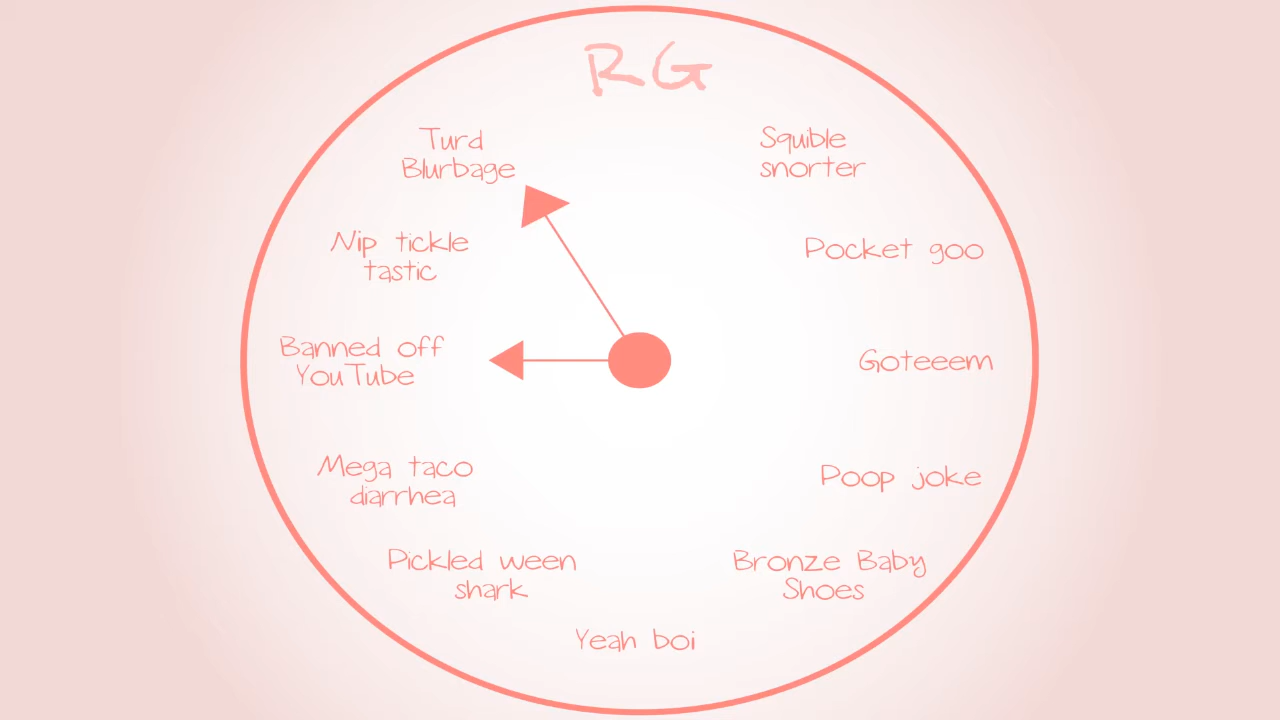 RG
Turd
Blurbage
Squible
snorter
Nip tickle
tastic
Pocket goo
Banned off
YouTube
Goteeem
Mega taco
diarrhea
Poop joke
Pickled ween
shark
Bronze Baby
Shoes
Yeah boi